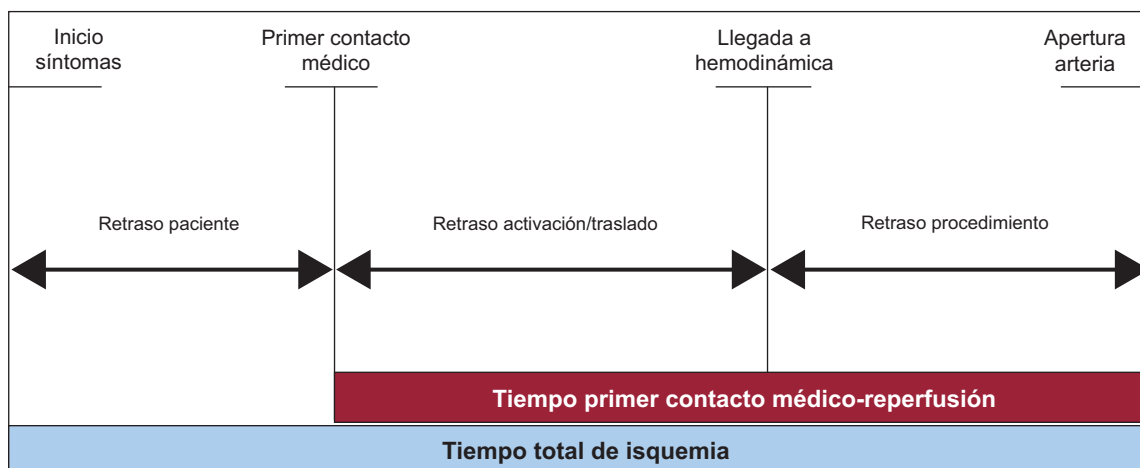 Inicio
síntomas
Primer contacto
médico
Llegada a
hemodinámica
Apertura
arteria
Retraso paciente
Retraso activación/traslado
Retraso procedimiento
Tiempo primer contacto médico-reperfusión
Tiempo total de isquemia